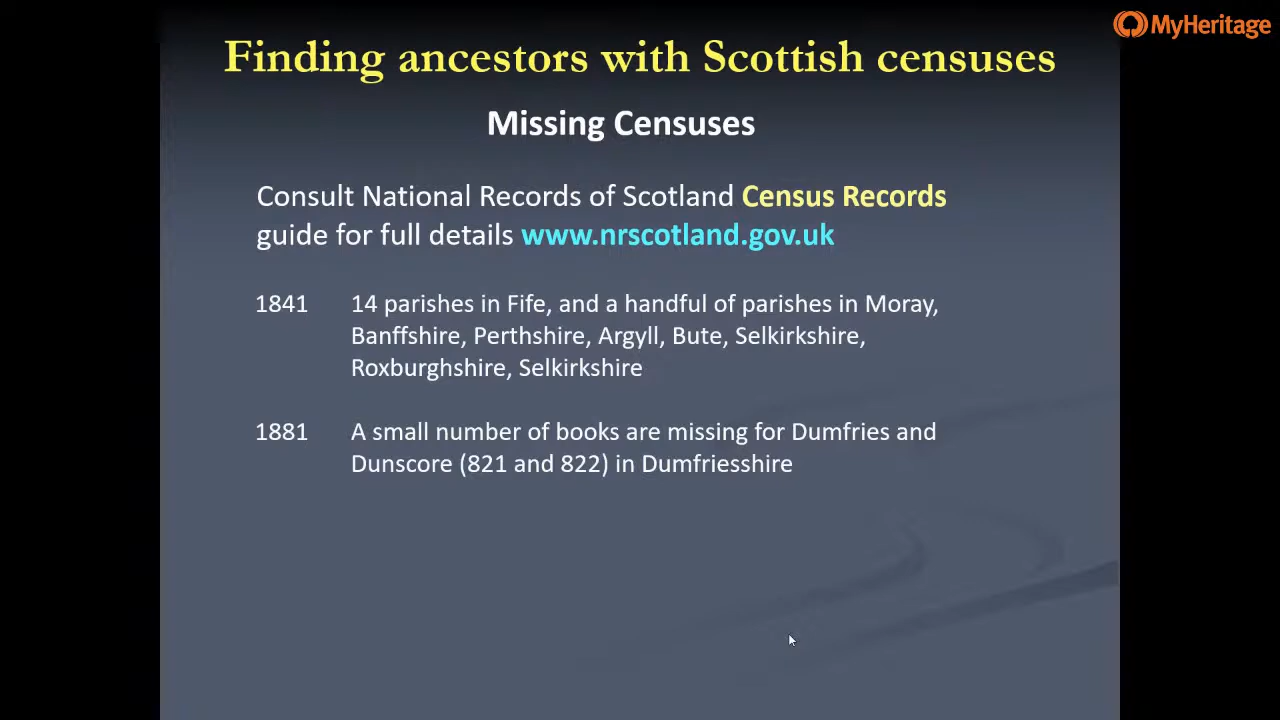 MyHeritage
Finding ancestors with Scottish censuses
Missing Censuses
Consult National Records of Scotland Census Records
guide for full details www.nrscotland.gov.uk
1841 14 parishes in Fife, and a handful of parishes in Moray,
Banffshire, Perthshire, Argyll, Bute, Selkirkshire,
Roxburghshire, Selkirkshire
1881 A small number of books are missing for Dumfries and
Dunscore (821 and 822) in Dumfriesshire